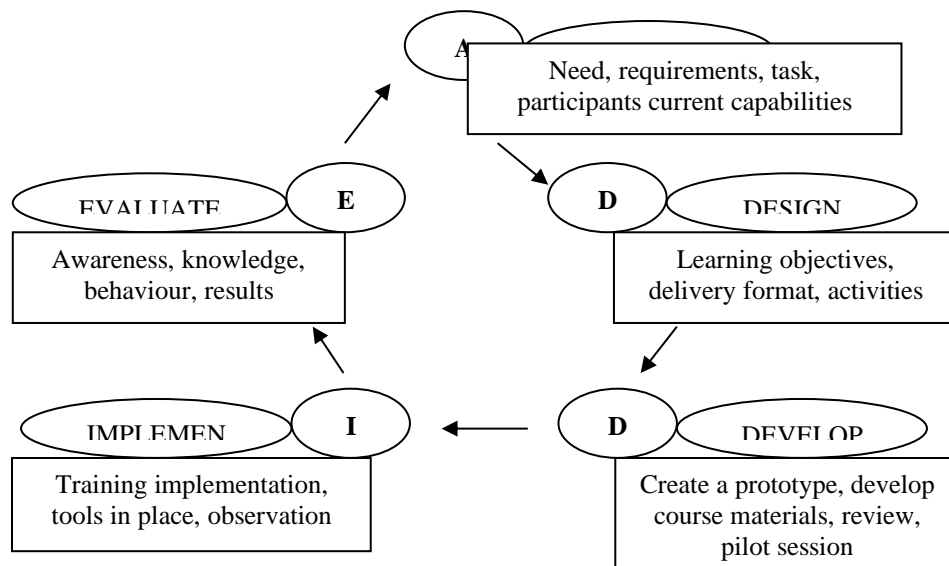 A
Need, requirements, task,
participants current capabilities
E
EVALUATE
Awareness, knowledge,
behaviour, results
D
DESIGN
Learning objectives,
delivery format, activities
I
IMPLEMEN
Training implementation,
tools in place, observation
D
DEVELOP
Create a prototype, develop
course materials, review,
pilot session